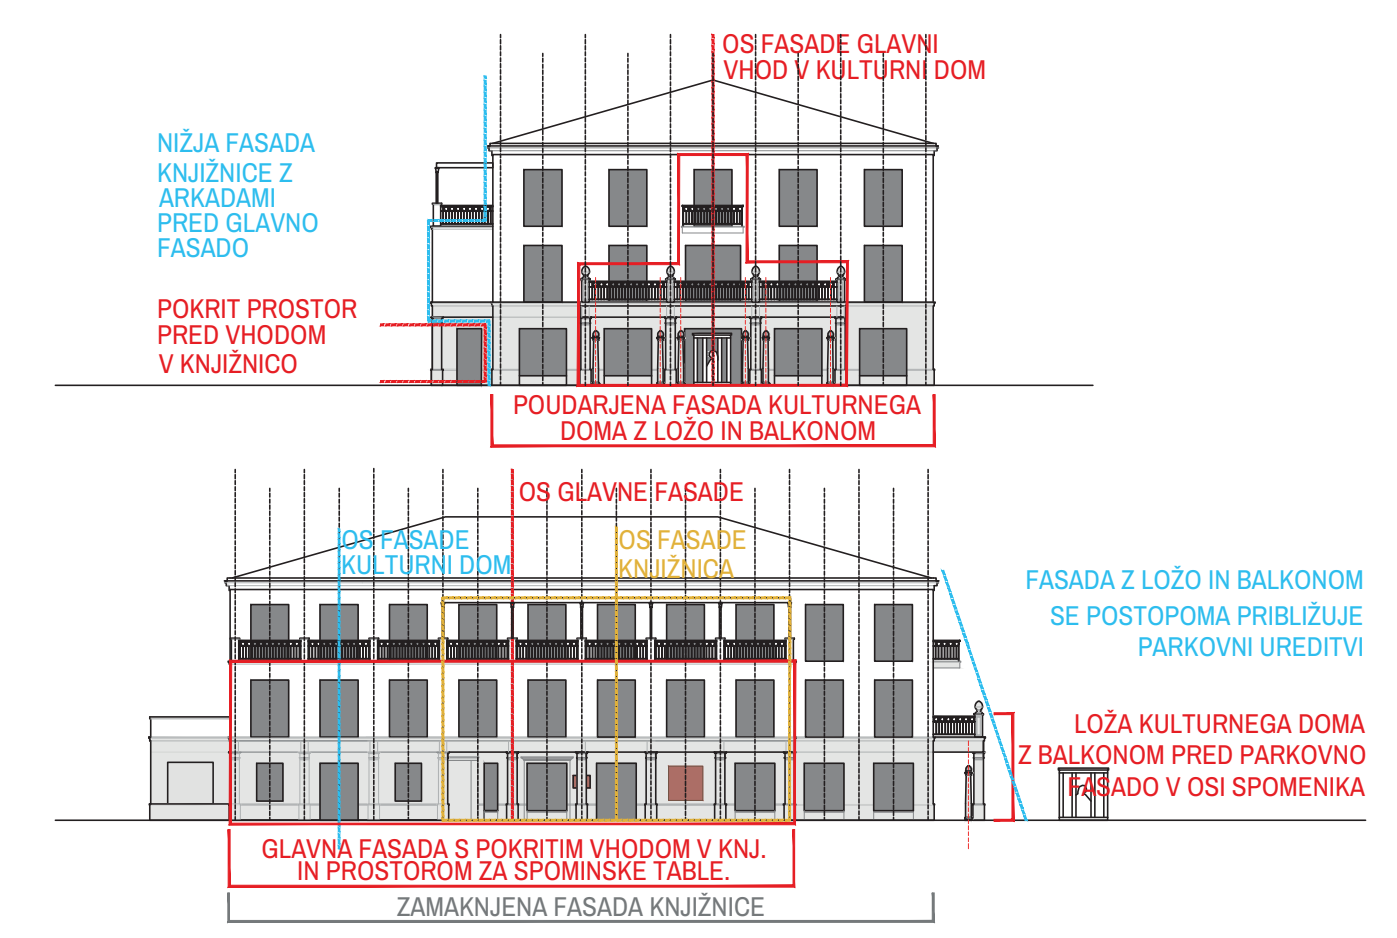 OS FASADE GLAVNI
VHOD V KULTURNI DOM
NIŽJA FASADA
KNJIŽNICE Z
ARKADAMI
PRED GLAVNO
FASADO
POKRIT PROSTOR
PRED VHODOM
V KNJIŽNICO
POUDARJENA FASADA KULTURNEGA
DOMA Z LOŽO IN BALKONOM
OS GLAVNE FASADE
OS FASADE
KULTURNI DOM
OS FASADE
KNJIŽNICA
FASADA Z LOŽO IN BALKONOM
SE POSTOPOMA PRIBLIŽUJE
PARKOVNI UREDITVI
LOŽA KULTURNEGA DOMA
Z BALKONOM PRED PARKOVNO
FASADO V OSI SPOMENIKA
GLAVNA FASADA S POKRITIM VHODOM V KNJ.
IN PROSTOROM ZA SPOMINSKE TABLE.
ZAMAKNJENA FASADA KNJIŽNICE